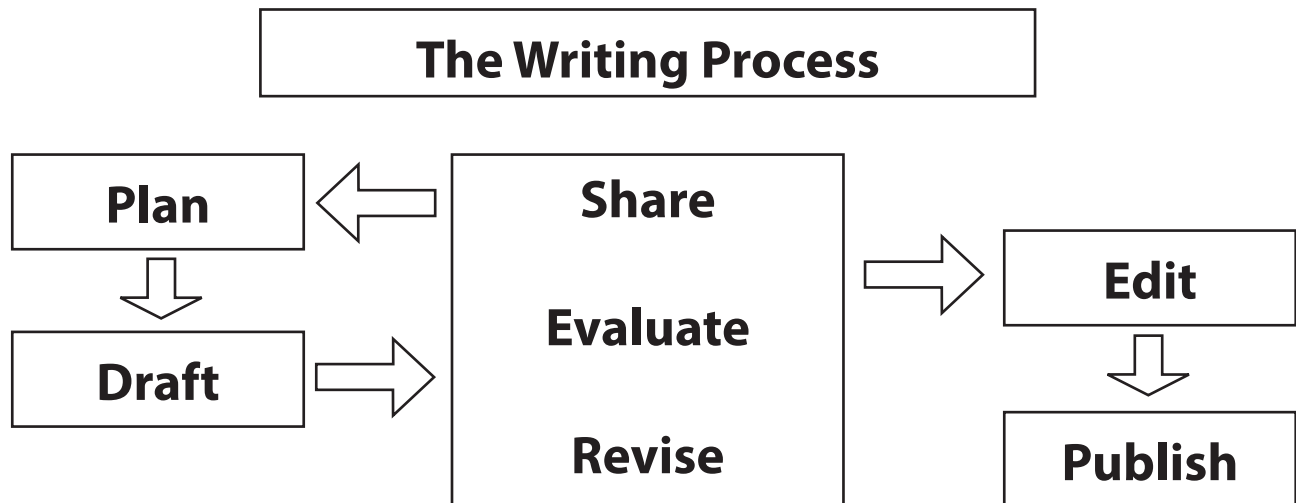 The Writing Process
Plan
Draft
Share
Evaluate
Revise
Edit
Publish